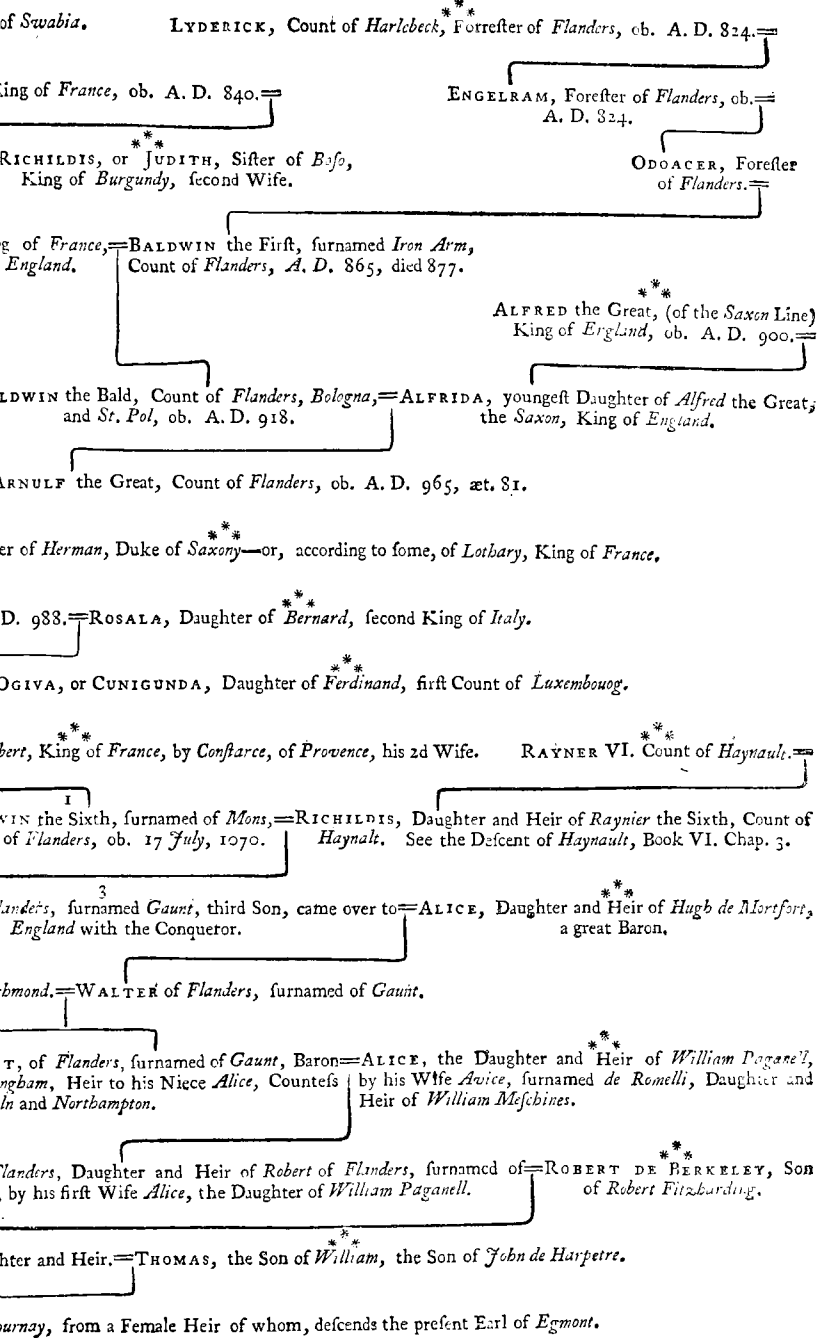 of Swabia. LYDERICK, Count of Harlebeck, Forreſter of Flanders, ob. A. D. 824.
King of France, ob. A. D. 840.
ENGELRAM, Foreſter of Flanders, ob.
A. D. 824.
RICHILDIS, or JUDITH, Siſter of Boſo,
King of Burgundy, ſecond Wife.
ODOACER, Foreſter
of Flanders.
g of France,=BALDWIN the Firſt, ſurnamed Iron Arm,
England. Count of Flanders, A. D. 865, died 877.
ALFRED the Great, (of the Saxon Line)
King of England, ob. A. D. 900.
LDWIN the Bald, Count of Flanders, Bologna,=ALFRIDA, youngeſt Daughter of Alfred the Great,
and St. Pol, ob. A. D. 918. the Saxon, King of England.
ARNULF the Great, Count of Flanders, ob. A. D. 965, æt. 81.
er of Herman, Duke of Saxony—or, according to ſome, of Lothary, King of France.
D. 988.=ROSALA, Daughter of Bernard, ſecond King of Italy.
OGIVA, or CUNIGUNDA, Daughter of Ferdinand, firſt Count of Luxembouog.
bert, King of France, by Conſtarce, of Provence, his 2d Wife. RAYNER VI. Count of Haynault.
1
VIN the Sixth, ſurnamed of Mons,=RICHILDIS, Daughter and Heir of Raynier the Sixth, Count of
of Flanders, ob. 17 July, 1070. Haynalt. See the Deſcent of Haynault, Book VI. Chap. 3.
3
landers, ſurnamed Gaunt, third Son, came over to=ALICE, Daughter and Heir of Hugh de Mortfort,
England with the Conqueror. a great Baron.
hmond.=WALTER of Flanders, ſurnamed of Gaunt.
T, of Flanders, ſurnamed of Gaunt, Baron=ALICE, the Daughter and Heir of William Paganell,
ngham, Heir to his Niece Alice, Counteſs by his Wife Avice, ſurnamed de Romelli, Daughter and
ln and Northampton. Heir of William Meſchines.
Flanders, Daughter and Heir of Robert of Flanders, ſurnamed of=ROBERT DE BERKELEY, Son
, by his firſt Wife Alice, the Daughter of William Paganell. of Robert Fitzharding.
hter and Heir.=THOMAS, the Son of William, the Son of John de Harpetre.
ournay, from a Female Heir of whom, deſcends the preſent Earl of Egmont.